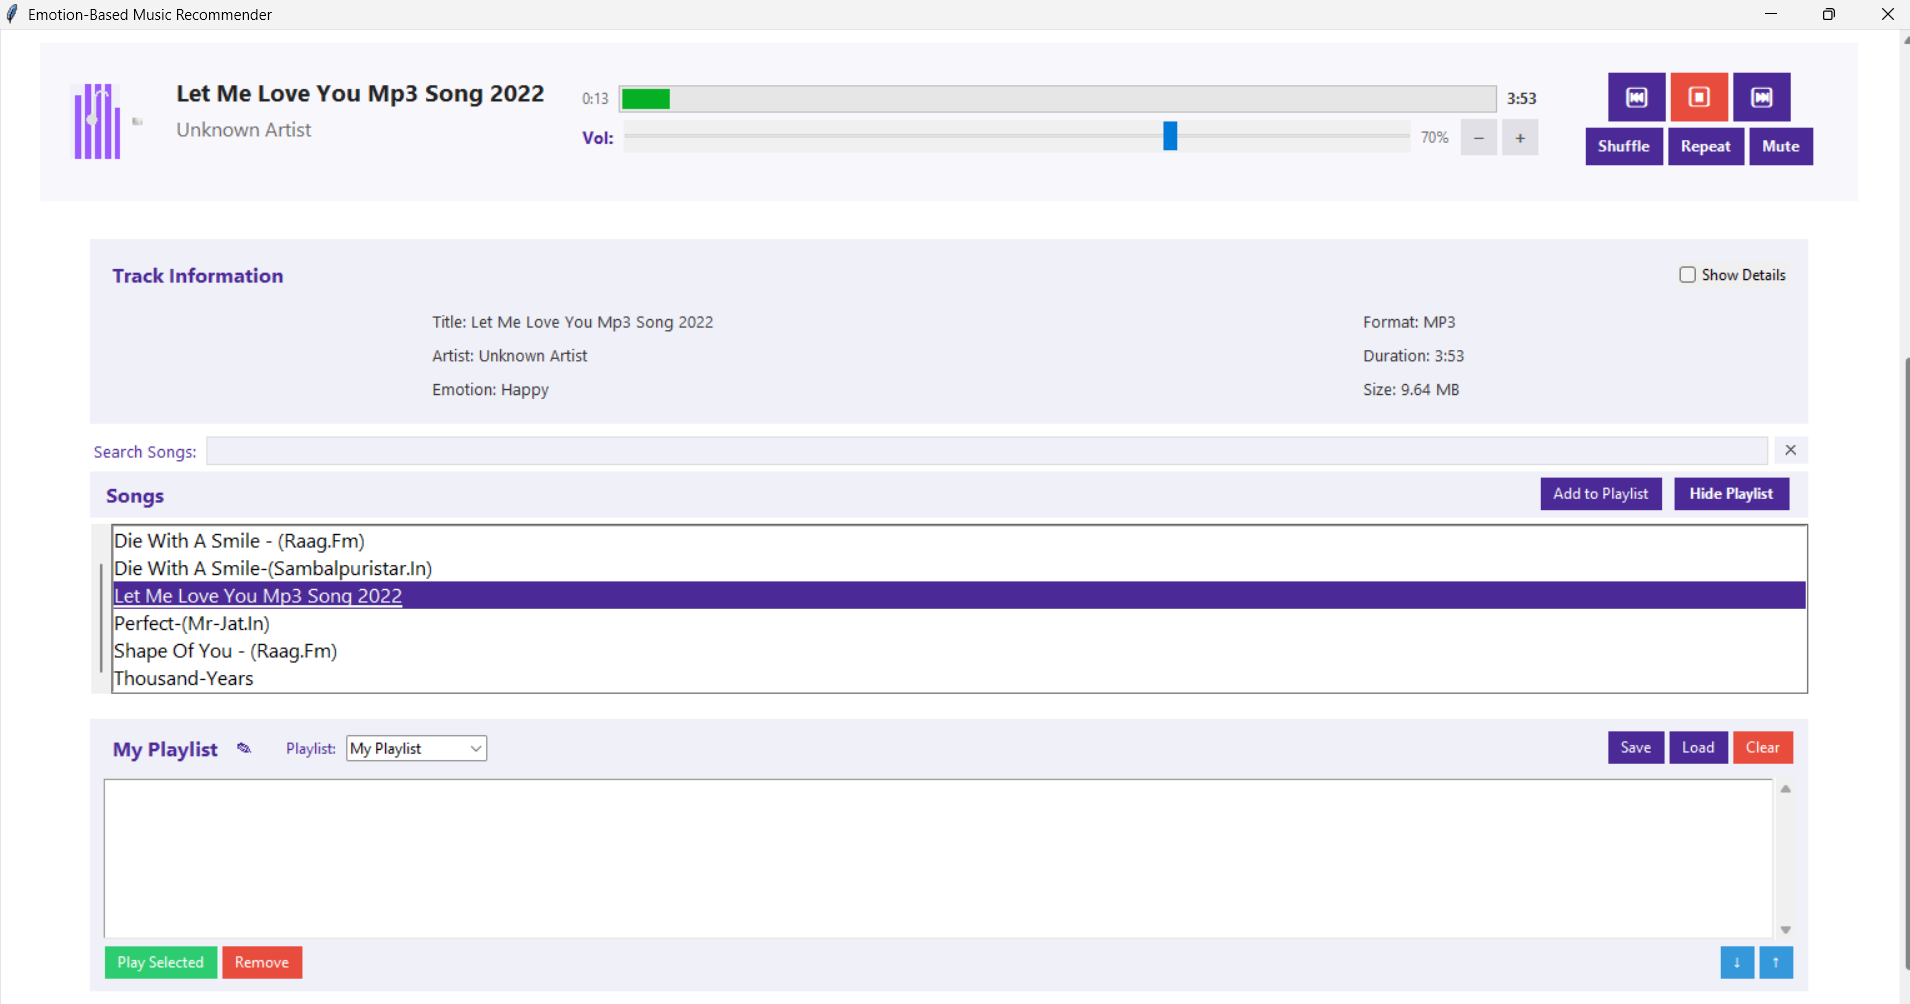 Emotion-Based Music Recommender
Let Me Love You Mp3 Song 2022
Unknown Artist
0:13
3:53
Vol:
70%
−
+
Shuffle
Repeat
Mute
Track Information
Show Details
Title: Let Me Love You Mp3 Song 2022
Format: MP3
Artist: Unknown Artist
Duration: 3:53
Emotion: Happy
Size: 9.64 MB
Search Songs:
Songs
Add to Playlist
Hide Playlist
Die With A Smile - (Raag.Fm)
Die With A Smile-(Sambalpuristar.In)
Let Me Love You Mp3 Song 2022
Perfect-(Mr-Jat.In)
Shape Of You - (Raag.Fm)
Thousand-Years
My Playlist
Playlist:
My Playlist
Save
Load
Clear
Play Selected
Remove
↓
↑